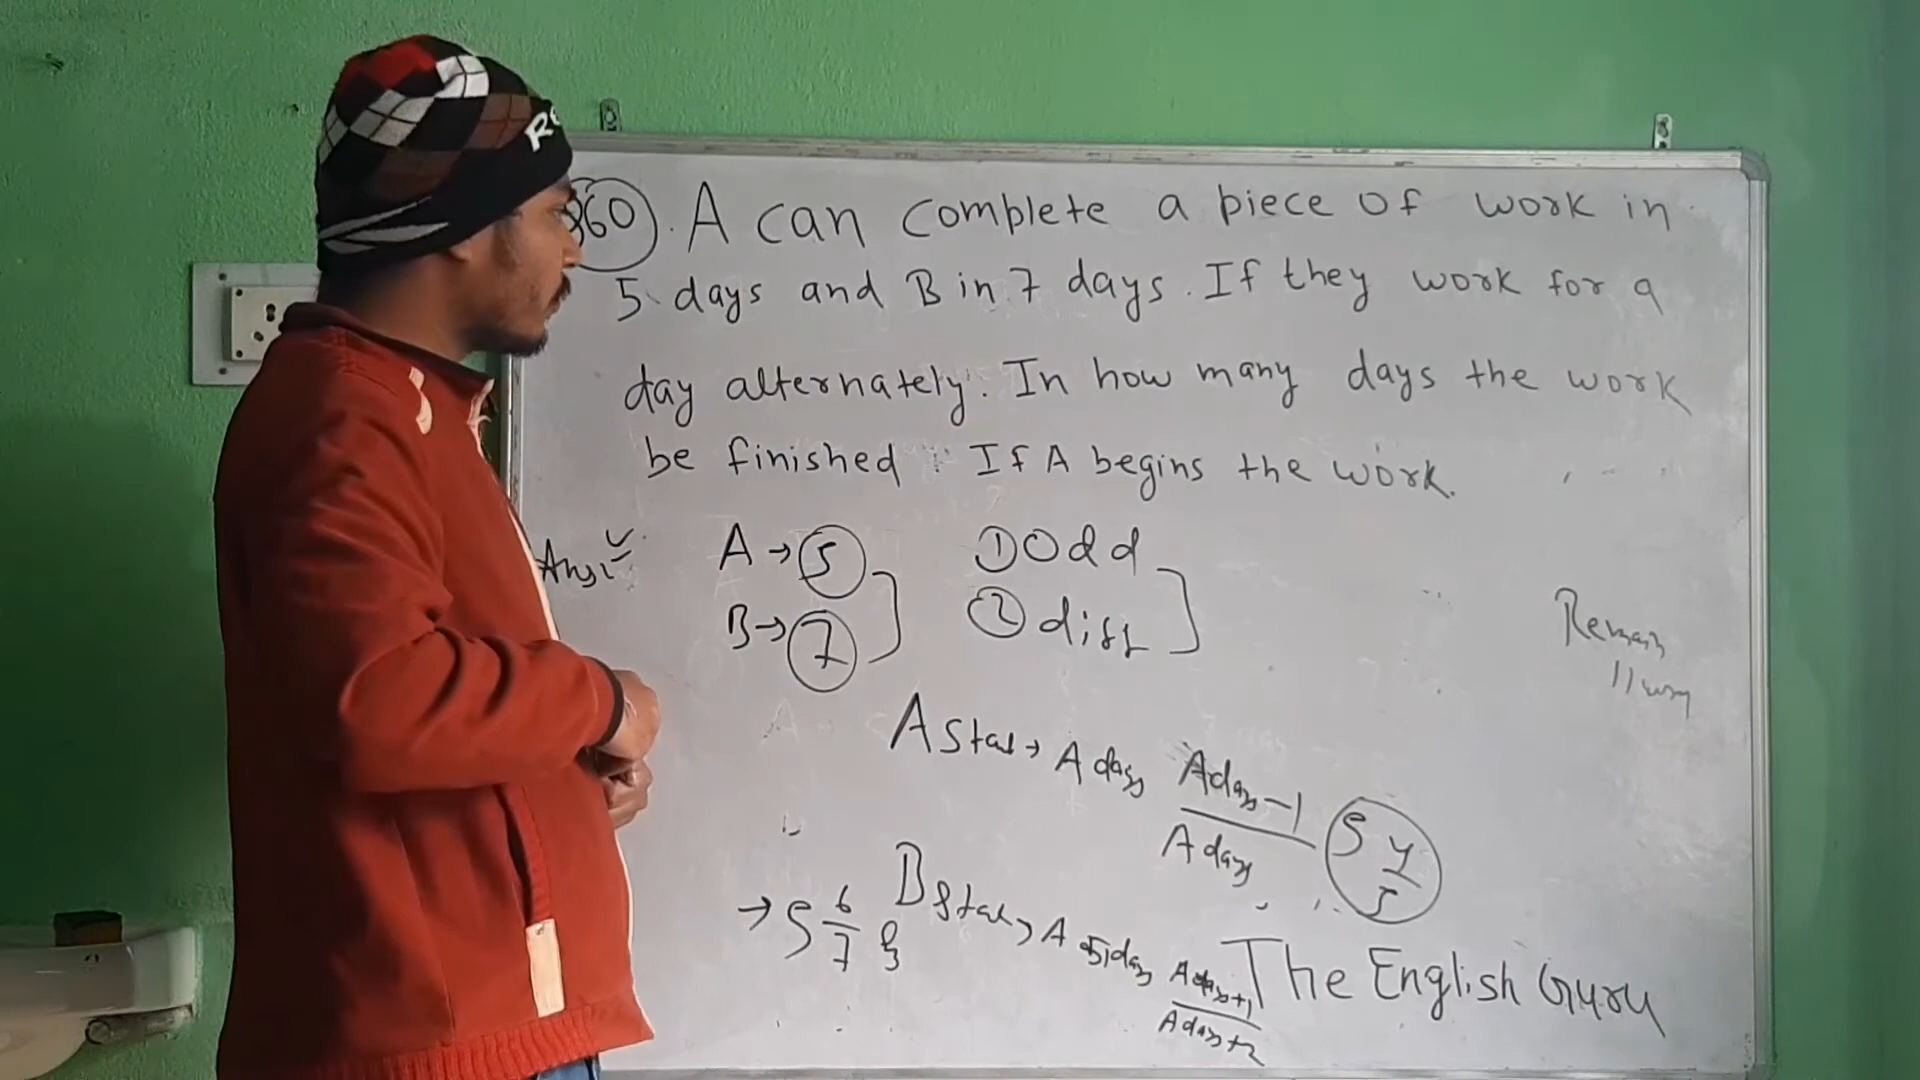 RE
360. A can complete a piece of work in
5 days and B in 7 days. If they work for a
day alternately. In how many days the work
be finished. If A begins the work.
Ans:
A → 5
B → 7
① Odd
② diff
Remain
A start → A days A days-1 / A days 5 4/5
→ 5 6/7
B start → A days A days+1 / A days+2
The English Guru